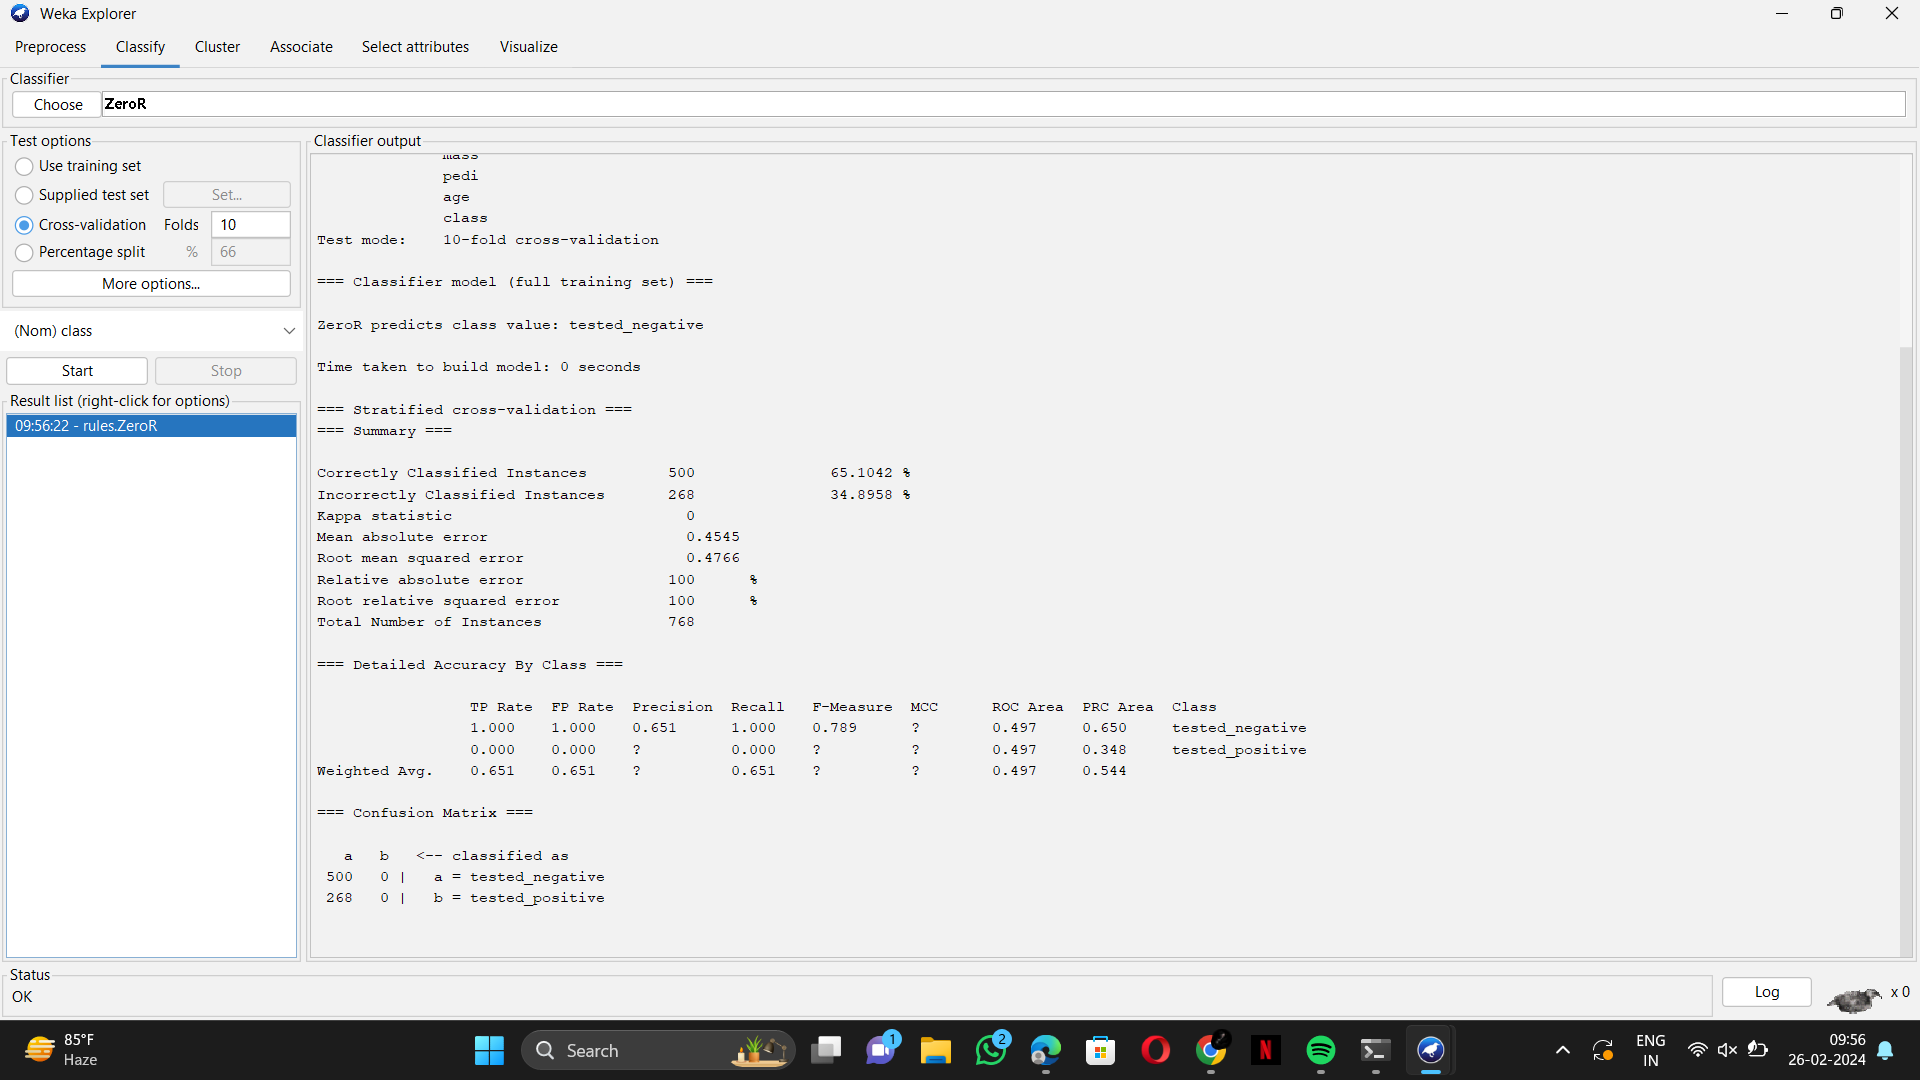 Weka Explorer
Preprocess Classify Cluster Associate Select attributes Visualize
Classifier
Choose ZeroR
Test options
Use training set
Supplied test set Set...
Cross-validation Folds 10
Percentage split % 66
More options...
(Nom) class
Start Stop
Result list (right-click for options)
09:56:22 - rules.ZeroR
Classifier output
mass
pedi
age
class
Test mode: 10-fold cross-validation
=== Classifier model (full training set) ===
ZeroR predicts class value: tested_negative
Time taken to build model: 0 seconds
=== Stratified cross-validation ===
=== Summary ===
Correctly Classified Instances 500 65.1042 %
Incorrectly Classified Instances 268 34.8958 %
Kappa statistic 0
Mean absolute error 0.4545
Root mean squared error 0.4766
Relative absolute error 100 %
Root relative squared error 100 %
Total Number of Instances 768
=== Detailed Accuracy By Class ===
TP Rate FP Rate Precision Recall F-Measure MCC ROC Area PRC Area Class
1.000 1.000 0.651 1.000 0.789 ? 0.497 0.650 tested_negative
0.000 0.000 ? 0.000 ? ? 0.497 0.348 tested_positive
Weighted Avg. 0.651 0.651 ? 0.651 ? ? 0.497 0.544
=== Confusion Matrix ===
a b <-- classified as
500 0 | a = tested_negative
268 0 | b = tested_positive
Status
OK
Log x 0
85°F
Haze
Search
1
2
N
ENG
IN
09:56
26-02-2024